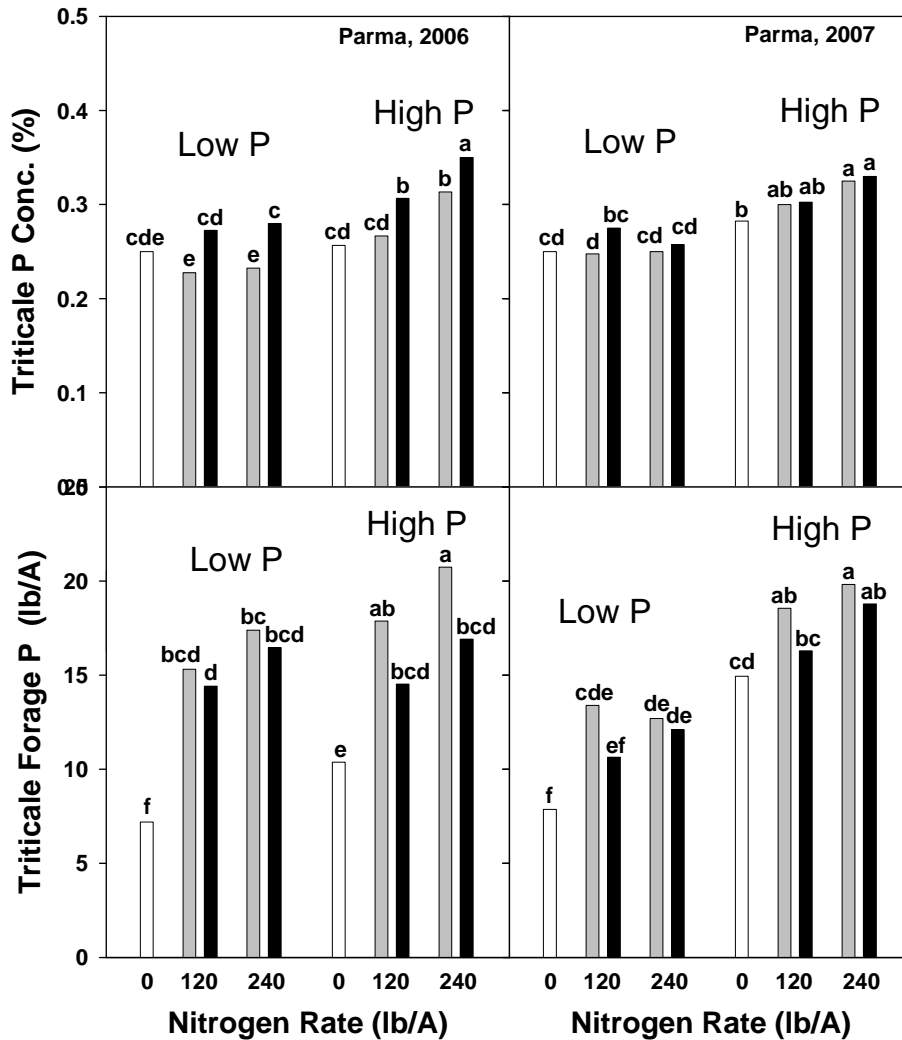 0.5
Parma, 2006
Parma, 2007
High P
High P
0.4
Low P
Low P
a
a a
b b
ab ab
0.3
cde cd c
cd cd
b
bc
cd d cd cd
e e
0.2
0.1
0.0
Triticale P Conc. (%)
25
High P
High P
Low P
a
a
ab
ab ab
20
Low P
bc bcd
bcd
bcd d
bcd
bc
15
cd
cde
de de
ef
10
e
f
f
5
0
Triticale Forage P (lb/A)
0 120 240 0 120 240 0 120 240 0 120 240
Nitrogen Rate (lb/A) Nitrogen Rate (lb/A)